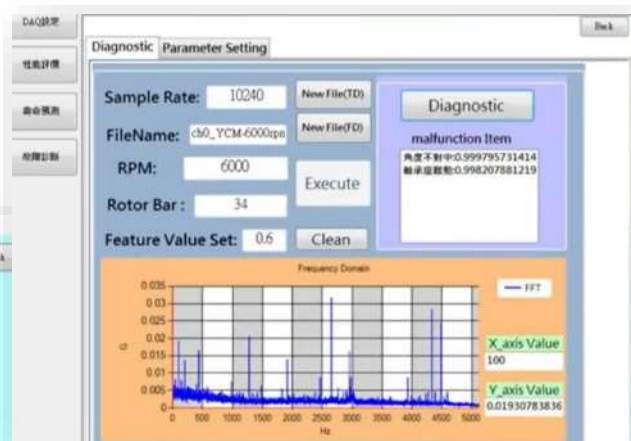 DAQ設定
性能評價
壽命預測
故障診斷
Back
Diagnostic Parameter Setting
Sample Rate: 10240 New File(TD)
FileName: ch0_YCM-6000rpn New File(FD)
RPM: 6000
Execute
Rotor Bar : 34
Feature Value Set: 0.6 Clean
Diagnostic
malfunction Item
角度不對中:0.999795731414
軸承座鬆動:0.998207881219
Frequency Domain
FFT
G
0.035
0.03
0.025
0.02
0.015
0.01
0.005
0
0 500 1000 1500 2000 2500 3000 3500 4000 4500 5000
Hz
X_axis Value
100
Y_axis Value
0.01930783836